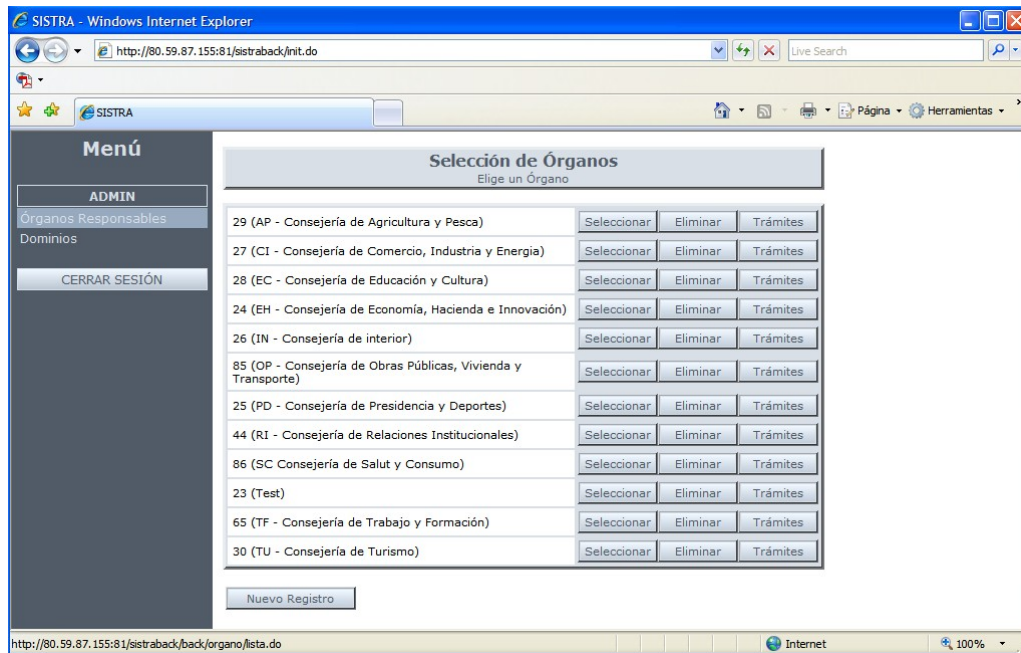 SISTRA - Windows Internet Explorer
http://80.59.87.155:81/sistraback/init.do
Live Search
SISTRA
Página
Herramientas
Menú
ADMIN
Órganos Responsables
Dominios
CERRAR SESIÓN
Selección de Órganos
Elige un Órgano
29 (AP - Consejería de Agricultura y Pesca) Seleccionar Eliminar Trámites
27 (CI - Consejería de Comercio, Industria y Energia) Seleccionar Eliminar Trámites
28 (EC - Consejería de Educación y Cultura) Seleccionar Eliminar Trámites
24 (EH - Consejería de Economía, Hacienda e Innovación) Seleccionar Eliminar Trámites
26 (IN - Consejería de interior) Seleccionar Eliminar Trámites
85 (OP - Consejería de Obras Públicas, Vivienda y
Transporte) Seleccionar Eliminar Trámites
25 (PD - Consejería de Presidencia y Deportes) Seleccionar Eliminar Trámites
44 (RI - Consejería de Relaciones Institucionales) Seleccionar Eliminar Trámites
86 (SC Consejería de Salut y Consumo) Seleccionar Eliminar Trámites
23 (Test) Seleccionar Eliminar Trámites
65 (TF - Consejería de Trabajo y Formación) Seleccionar Eliminar Trámites
30 (TU - Consejería de Turismo) Seleccionar Eliminar Trámites
Nuevo Registro
http://80.59.87.155:81/sistraback/back/organo/lista.do
Internet
100%